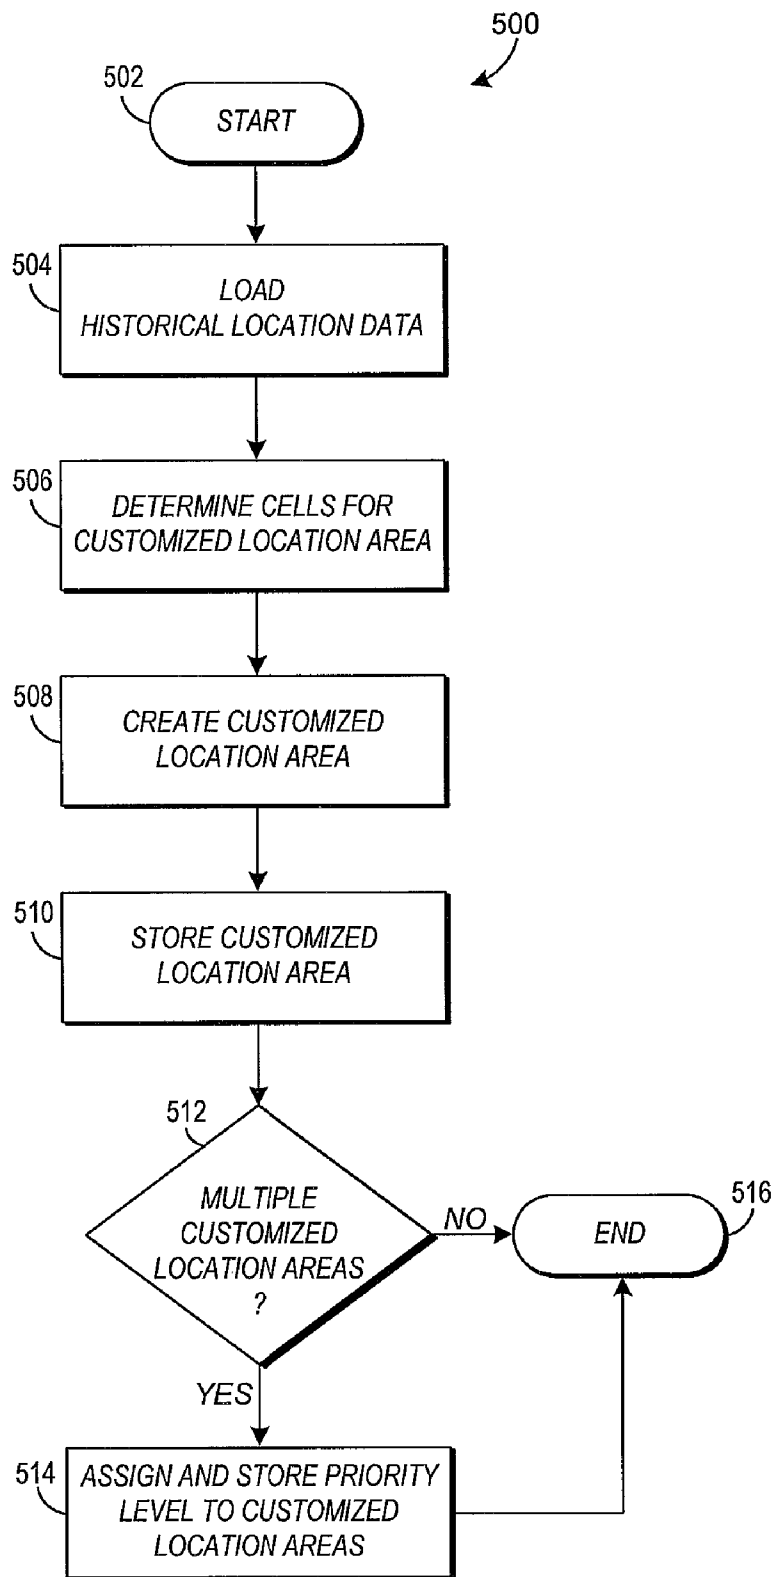 500
502
START
504
LOAD
HISTORICAL LOCATION DATA
506
DETERMINE CELLS FOR
CUSTOMIZED LOCATION AREA
508
CREATE CUSTOMIZED
LOCATION AREA
510
STORE CUSTOMIZED
LOCATION AREA
512
MULTIPLE
CUSTOMIZED
LOCATION AREAS
?
NO
END
516
YES
514
ASSIGN AND STORE PRIORITY
LEVEL TO CUSTOMIZED
LOCATION AREAS